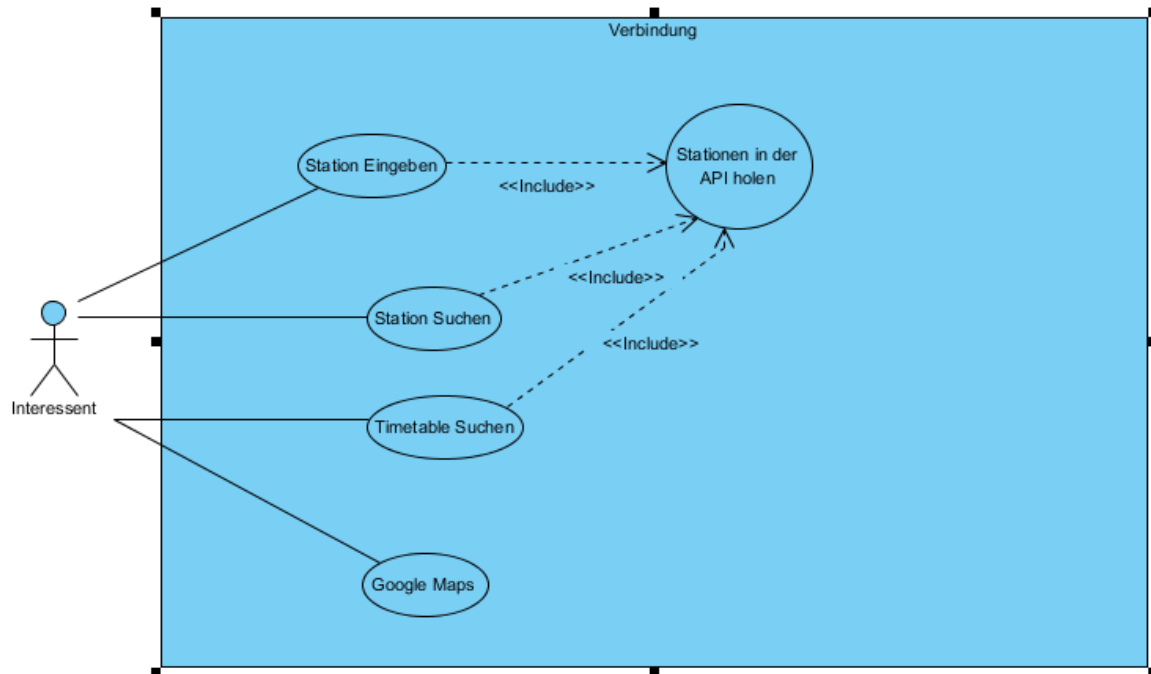 Verbindung
Station Eingeben
<<Include>>
Stationen in der
API holen
<<Include>>
Station Suchen
<<Include>>
Interessent
Timetable Suchen
Google Maps